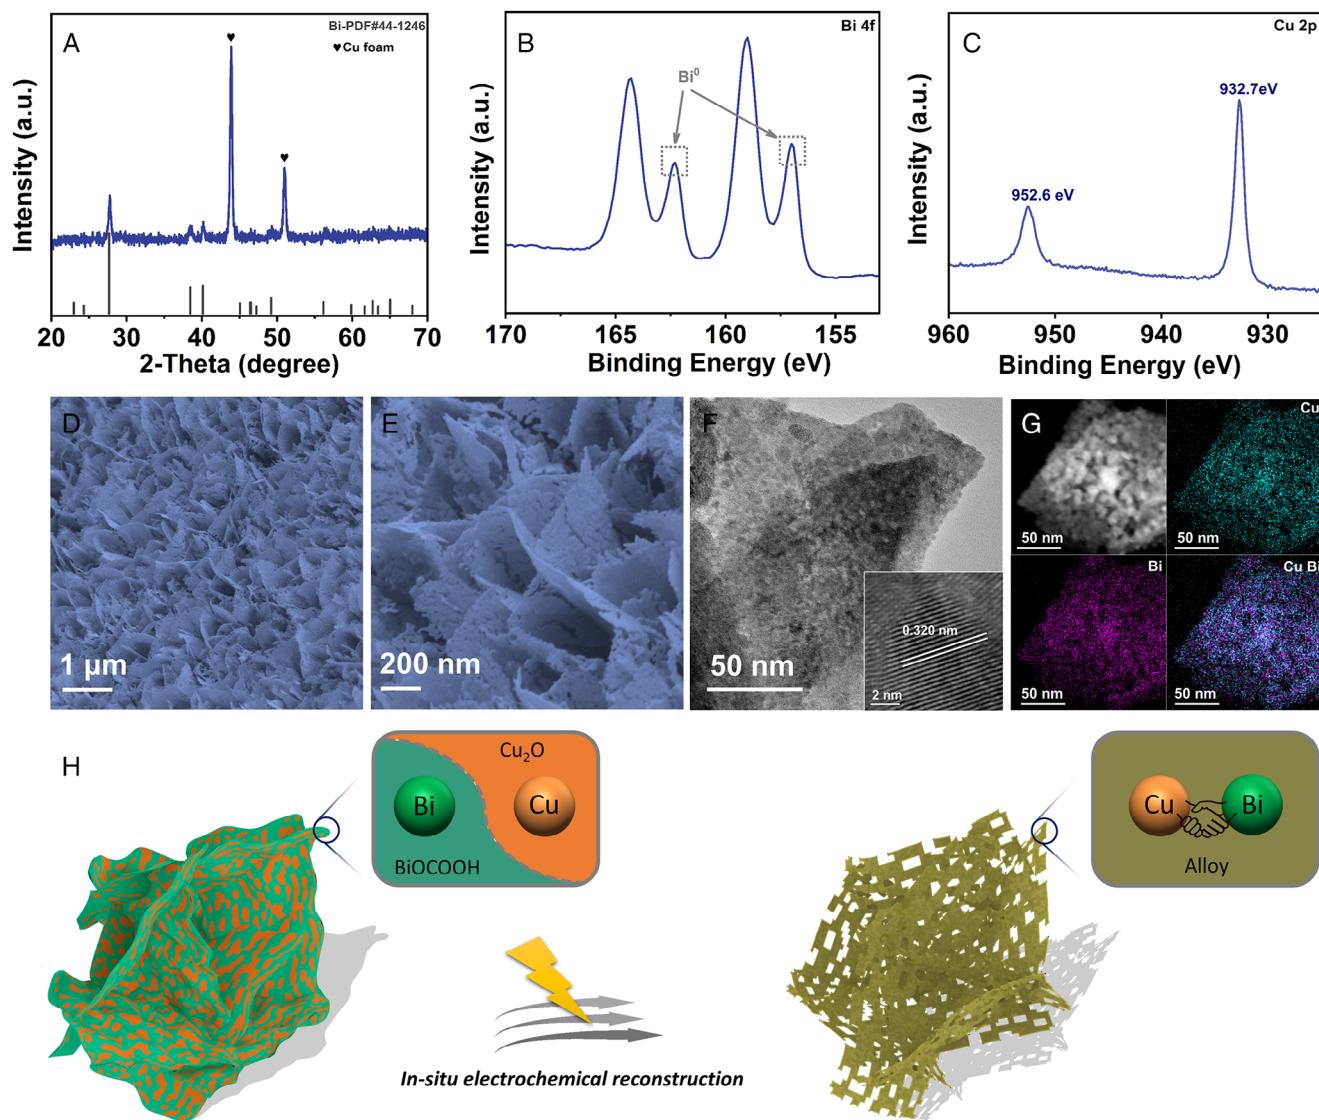 A
Bi-PDF#44-1246
♥Cu foam
Intensity (a.u.)
20 30 40 50 60 70
2-Theta (degree)
B
Bi 4f
Bi⁰
Intensity (a.u.)
170 165 160 155
Binding Energy (eV)
C
Cu 2p
932.7eV
952.6 eV
Intensity (a.u.)
960 950 940 930
Binding Energy (eV)
D
1 µm
E
200 nm
F
50 nm
0.320 nm
2 nm
G
50 nm
Cu
50 nm
Bi
50 nm
Cu Bi
50 nm
H
Cu₂O
Bi
Cu
BiOCOOH
Cu
Bi
Alloy
In-situ electrochemical reconstruction